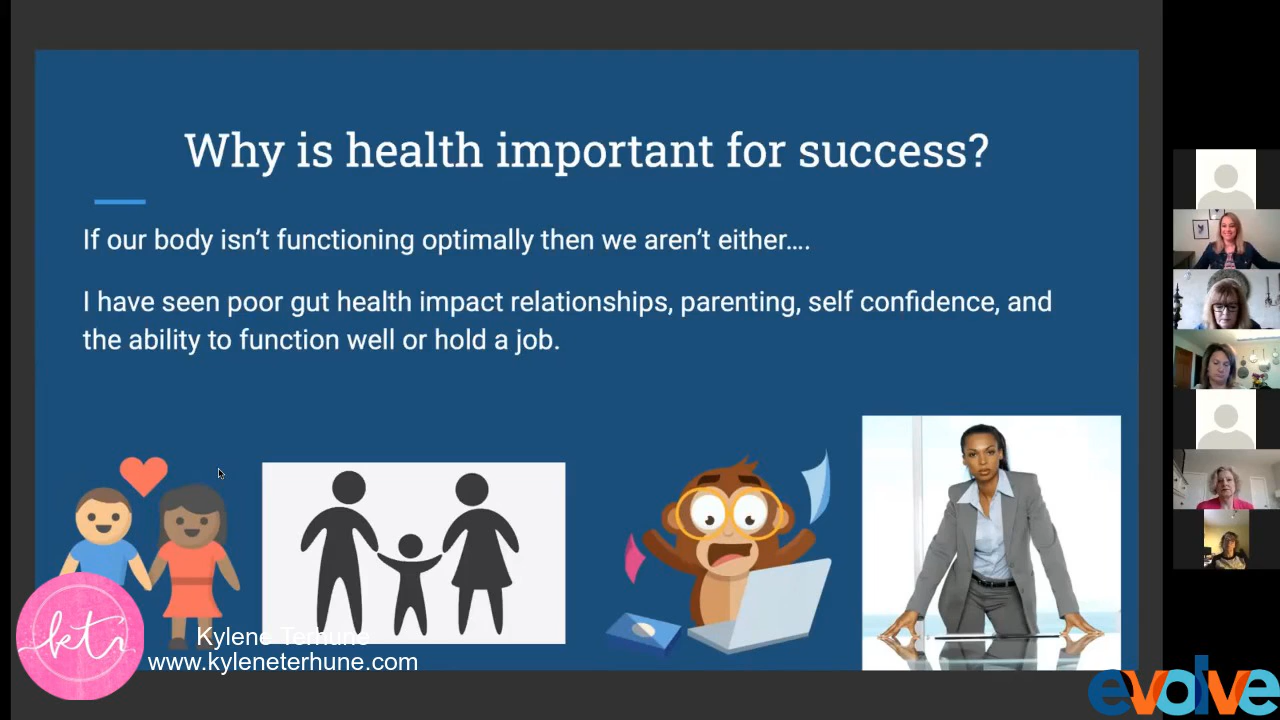 Why is health important for success?
If our body isn’t functioning optimally then we aren’t either….
I have seen poor gut health impact relationships, parenting, self confidence, and
the ability to function well or hold a job.
ktr
Kylene Terhune
www.kyleneterhune.com
evolve